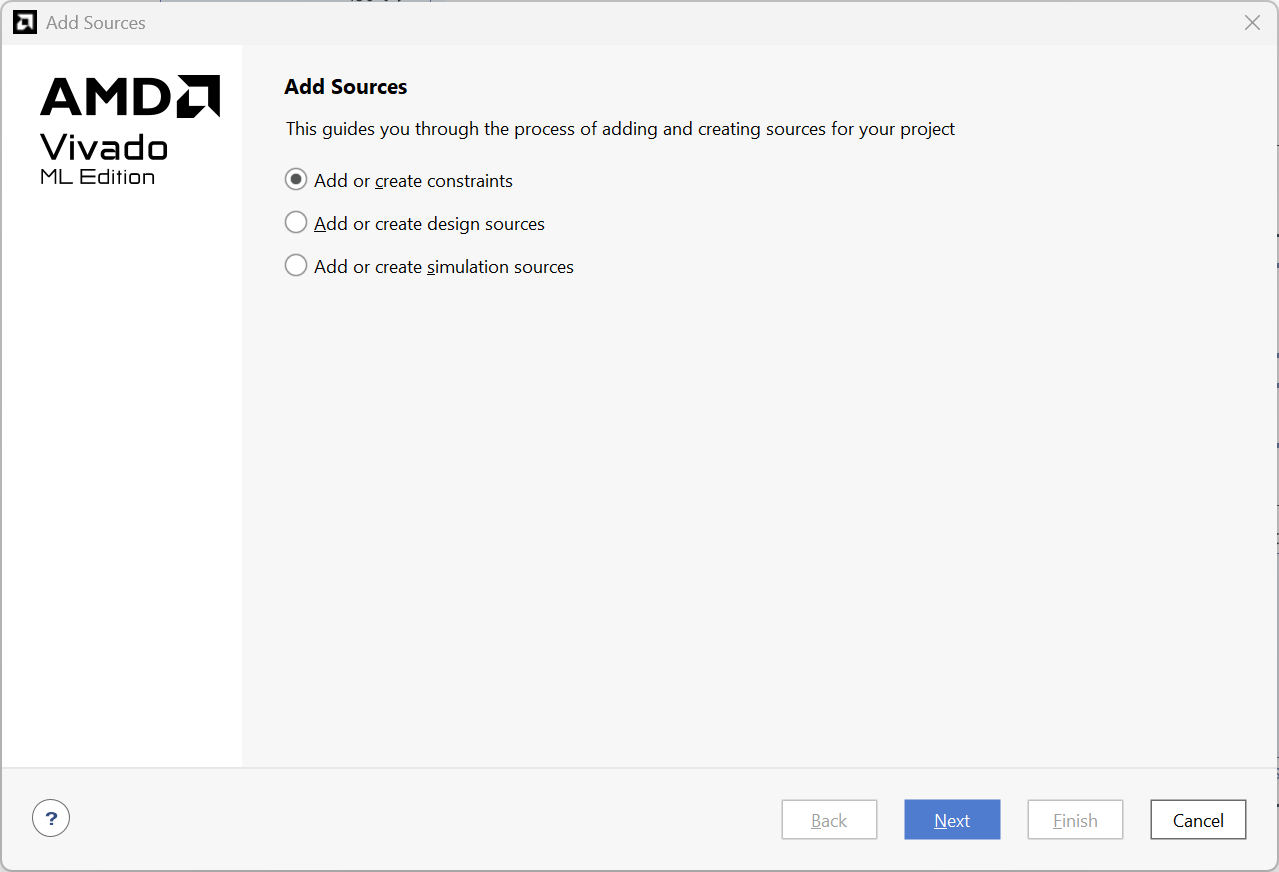 Add Sources
AMD
Vivado
ML Edition
Add Sources
This guides you through the process of adding and creating sources for your project
Add or create constraints
Add or create design sources
Add or create simulation sources
?
Back
Next
Finish
Cancel